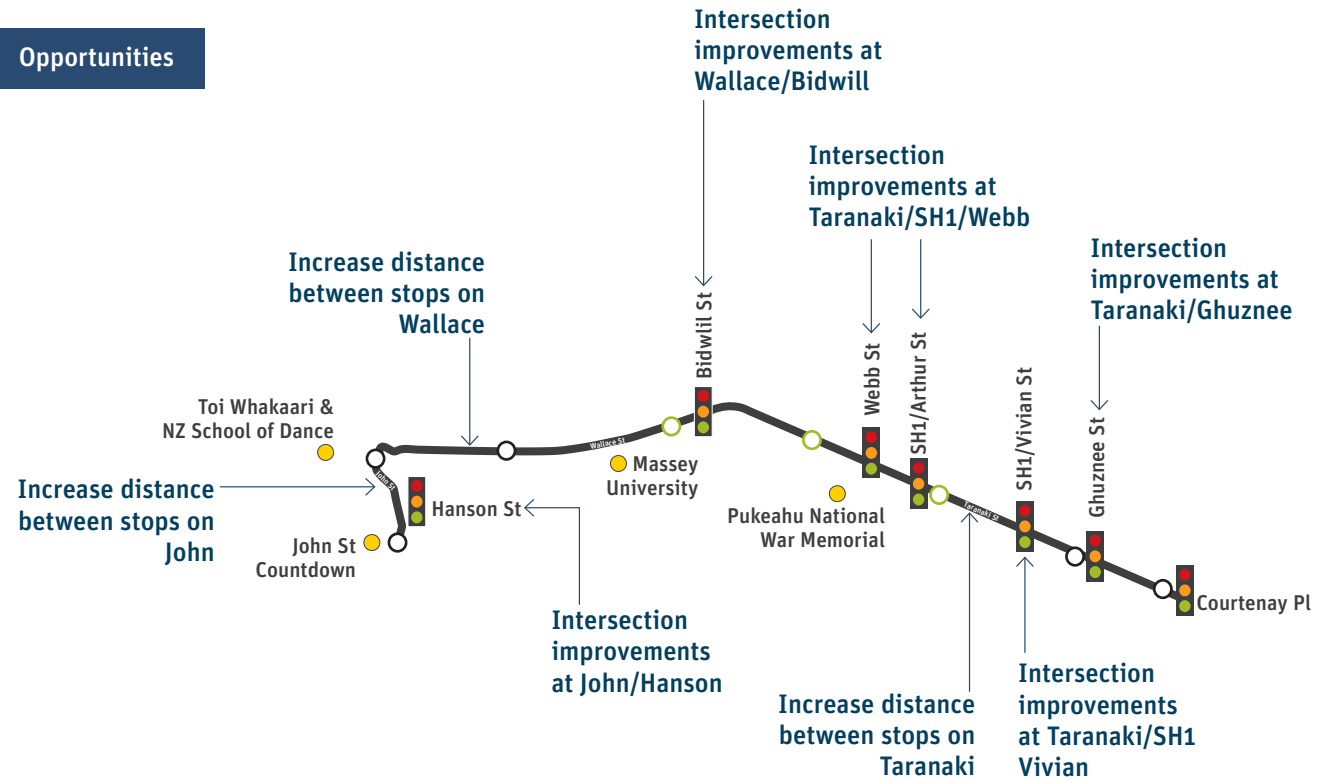 Opportunities
Intersection
improvements at
Wallace/Bidwill
Intersection
improvements at
Taranaki/SH1/Webb
Intersection
improvements at
Taranaki/Ghuznee
Increase distance
between stops on
Wallace
Bidwlil St
Webb St
SH1/Arthur St
SH1/Vivian St
Ghuznee St
Toi Whakaari &
NZ School of Dance
Wallace St
Massey
University
John St
Increase distance
between stops on
John
Hanson St
John St
Countdown
Pukeahu National
War Memorial
Taranaki St
Courtenay Pl
Intersection
improvements
at John/Hanson
Increase distance
between stops on
Taranaki
Intersection
improvements
at Taranaki/SH1
Vivian